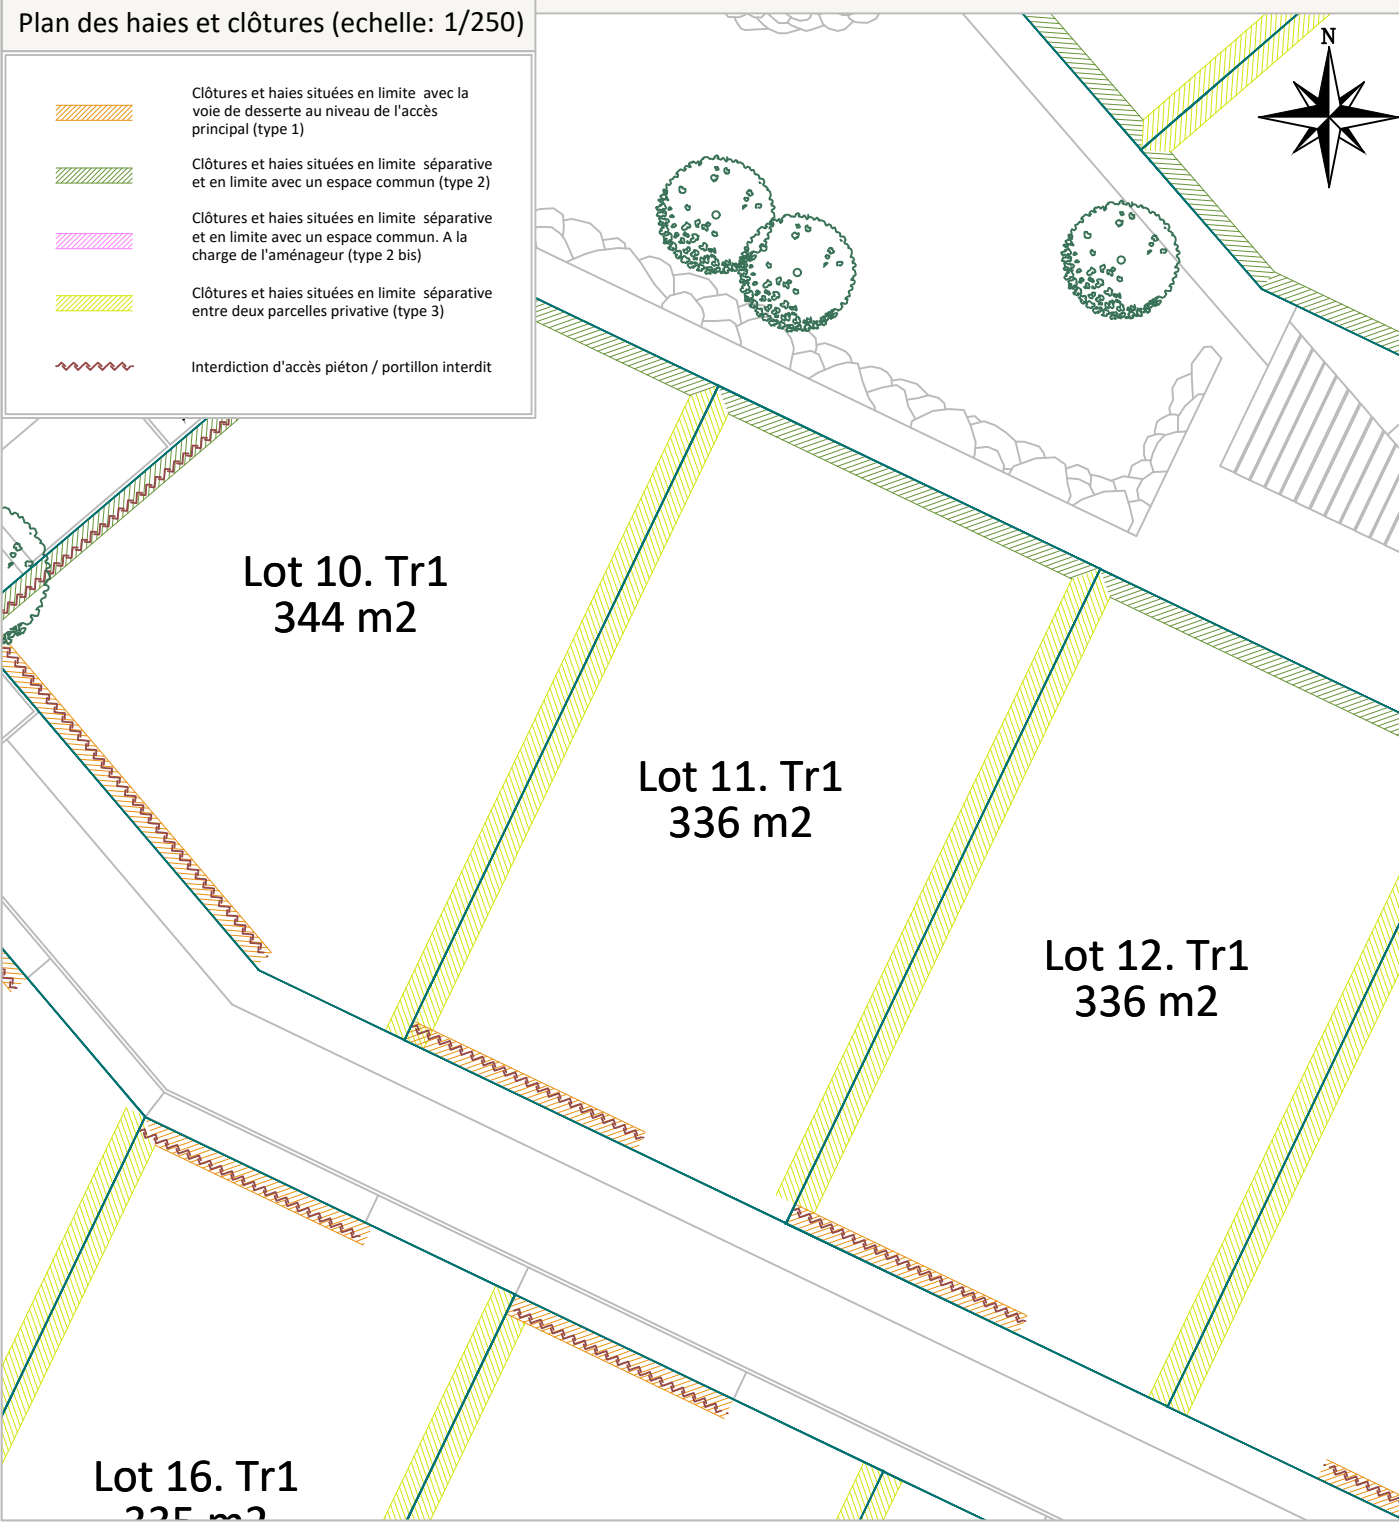 Plan des haies et clôtures (echelle: 1/250)
Clôtures et haies situées en limite avec la
voie de desserte au niveau de l'accès
principal (type 1)
Clôtures et haies situées en limite séparative
et en limite avec un espace commun (type 2)
Clôtures et haies situées en limite séparative
et en limite avec un espace commun. A la
charge de l'aménageur (type 2 bis)
Clôtures et haies situées en limite séparative
entre deux parcelles privative (type 3)
Interdiction d'accès piéton / portillon interdit
N
Lot 10. Tr1
344 m2
Lot 11. Tr1
336 m2
Lot 12. Tr1
336 m2
Lot 16. Tr1
335 m2